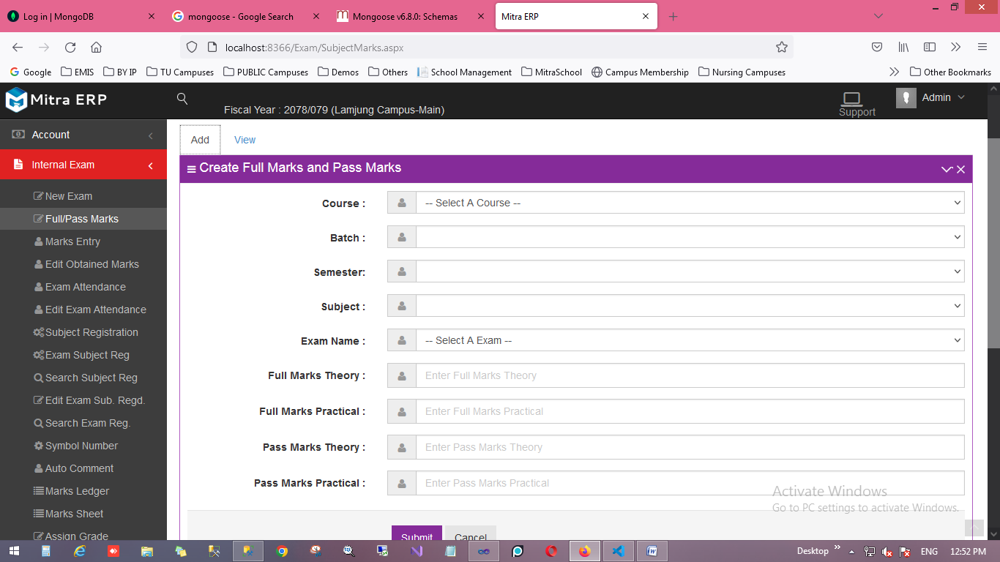 Log in | MongoDB
mongoose - Google Search
Mongoose v6.8.0: Schemas
Mitra ERP
localhost:8366/Exam/SubjectMarks.aspx
Google EMIS BY IP TU Campuses PUBLIC Campuses Demos Others School Management MitraSchool Campus Membership Nursing Campuses Other Bookmarks
Mitra ERP
Fiscal Year : 2078/079 (Lamjung Campus-Main)
Support
Admin
Account
Internal Exam
New Exam
Full/Pass Marks
Marks Entry
Edit Obtained Marks
Exam Attendance
Edit Exam Attendance
Subject Registration
Exam Subject Reg
Search Subject Reg
Edit Exam Sub. Regd.
Search Exam Reg.
Symbol Number
Auto Comment
Marks Ledger
Marks Sheet
Assign Grade
Add View
Create Full Marks and Pass Marks
Course : -- Select A Course --
Batch :
Semester:
Subject :
Exam Name : -- Select A Exam --
Full Marks Theory : Enter Full Marks Theory
Full Marks Practical : Enter Full Marks Practical
Pass Marks Theory : Enter Pass Marks Theory
Pass Marks Practical : Enter Pass Marks Practical
Activate Windows
Go to PC settings to activate Windows.
Submit Cancel
Desktop ENG 12:52 PM